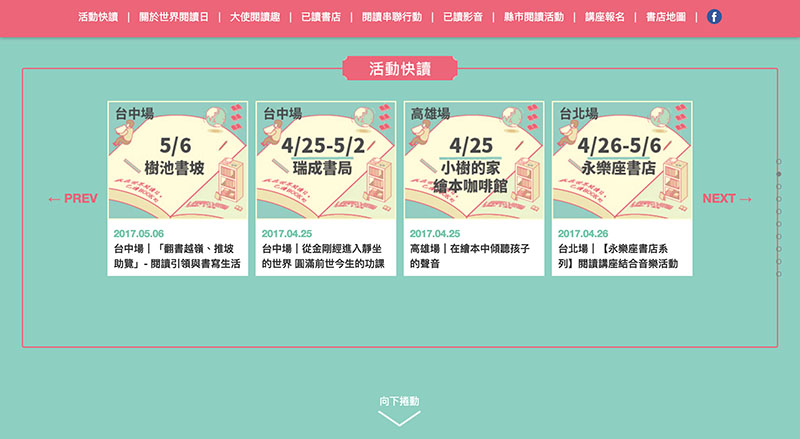 活動快讀 | 關於世界閱讀日 | 大使閱讀趣 | 已讀書店 | 閱讀串聯行動 | 已讀影音 | 縣市閱讀活動 | 講座報名 | 書店地圖 |
活動快讀
← PREV
台中場
5/6
樹池書坡
2017.05.06
台中場|「翻書越嶺、推坡
助覽」- 閱讀引領與書寫生活
台中場
4/25-5/2
瑞成書局
2017.04.25
台中場|從金剛經進入靜坐
的世界 圓滿前世今生的功課
高雄場
4/25
小樹的家
繪本咖啡館
2017.04.25
高雄場|在繪本中傾聽孩子
的聲音
台北場
4/26-5/6
永樂座書店
2017.04.26
台北場|【永樂座書店系
列】閱讀講座結合音樂活動
NEXT →
向下捲動